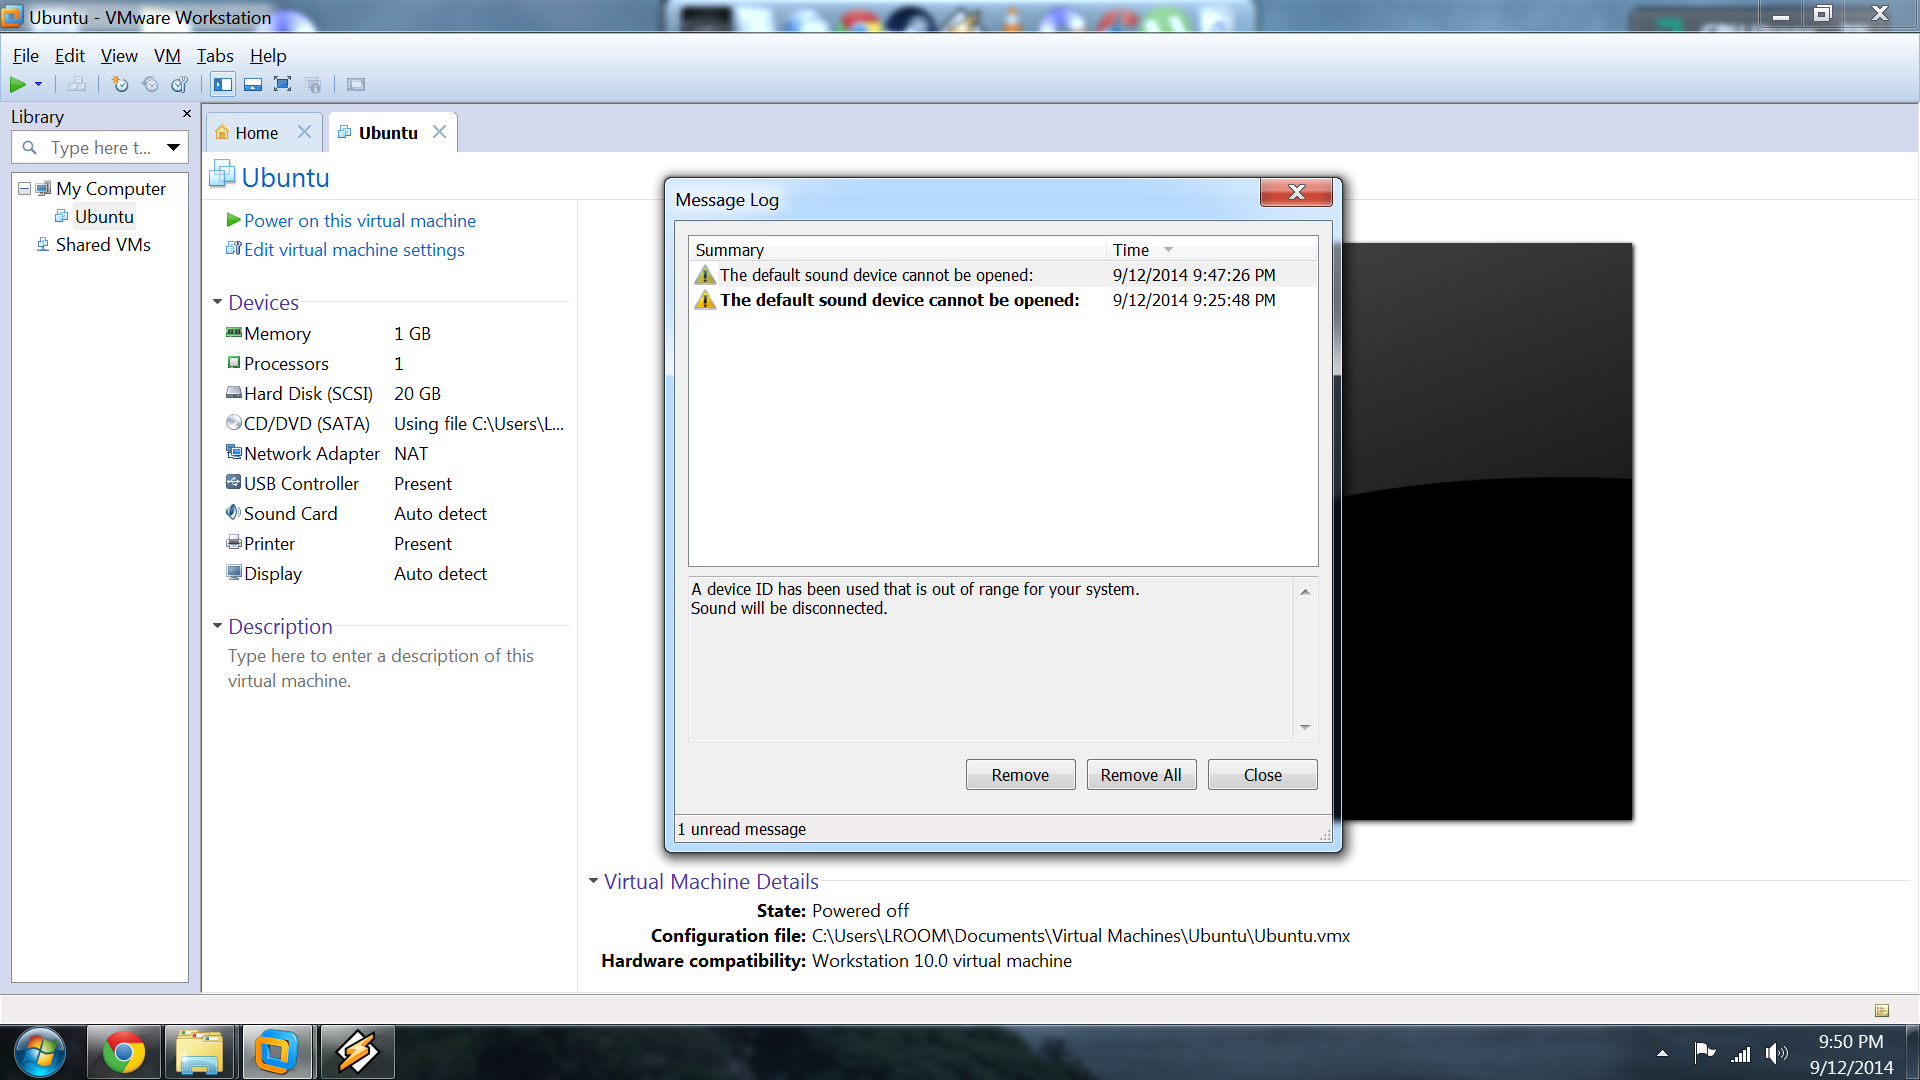 Ubuntu - VMware Workstation
File Edit View VM Tabs Help
Library
Type here t...
My Computer
Ubuntu
Shared VMs
Home
Ubuntu
Ubuntu
Power on this virtual machine
Edit virtual machine settings
Devices
Memory 1 GB
Processors 1
Hard Disk (SCSI) 20 GB
CD/DVD (SATA) Using file C:\Users\L...
Network Adapter NAT
USB Controller Present
Sound Card Auto detect
Printer Present
Display Auto detect
Description
Type here to enter a description of this
virtual machine.
Message Log
Summary Time
The default sound device cannot be opened: 9/12/2014 9:47:26 PM
The default sound device cannot be opened: 9/12/2014 9:25:48 PM
A device ID has been used that is out of range for your system.
Sound will be disconnected.
Remove Remove All Close
1 unread message
Virtual Machine Details
State: Powered off
Configuration file: C:\Users\LROOM\Documents\Virtual Machines\Ubuntu\Ubuntu.vmx
Hardware compatibility: Workstation 10.0 virtual machine
9:50 PM
9/12/2014